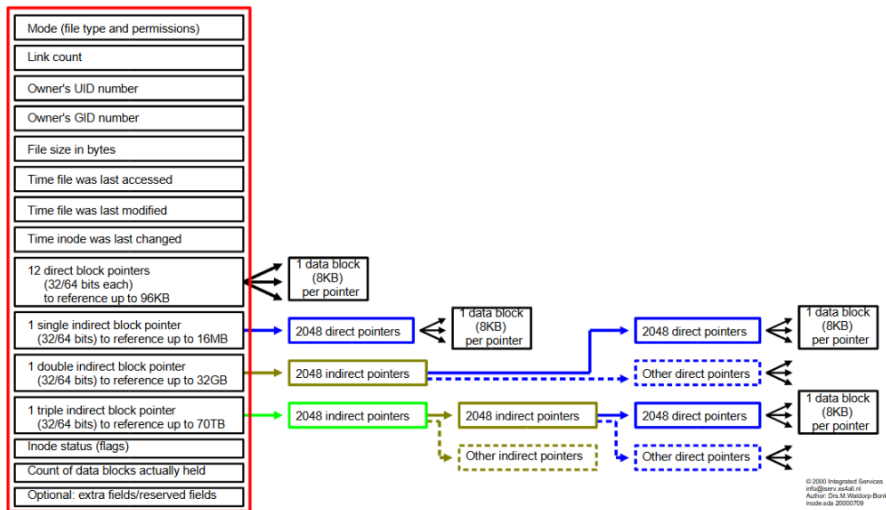 Mode (file type and permissions)
Link count
Owner's UID number
Owner's GID number
File size in bytes
Time file was last accessed
Time file was last modified
Time inode was last changed
12 direct block pointers
(32/64 bits each)
to reference up to 96KB
1 data block
(8KB)
per pointer
1 single indirect block pointer
(32/64 bits) to reference up to 16MB
2048 direct pointers
1 data block
(8KB)
per pointer
2048 direct pointers
1 data block
(8KB)
per pointer
1 double indirect block pointer
(32/64 bits) to reference up to 32GB
2048 indirect pointers
Other direct pointers
1 triple indirect block pointer
(32/64 bits) to reference up to 70TB
2048 indirect pointers
2048 indirect pointers
2048 direct pointers
1 data block
(8KB)
per pointer
Other indirect pointers
Other direct pointers
Inode status (flags)
Count of data blocks actually held
Optional: extra fields/reserved fields
© 2000 Integrated Services
info@iserv.xs4all.nl
Author: Drs.M.Waldorp-Bonk
inode.sda 20000709